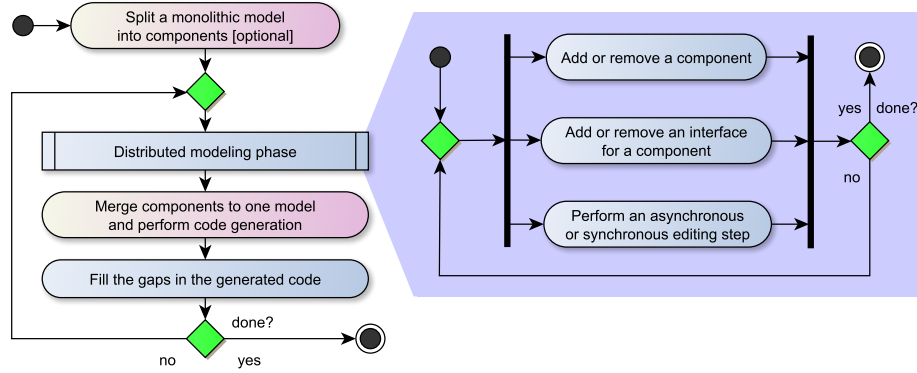 Split a monolithic model
into components [optional]
Distributed modeling phase
Merge components to one model
and perform code generation
Fill the gaps in the generated code
done?
no
yes
Add or remove a component
Add or remove an interface
for a component
Perform an asynchronous
or synchronous editing step
yes done?
no